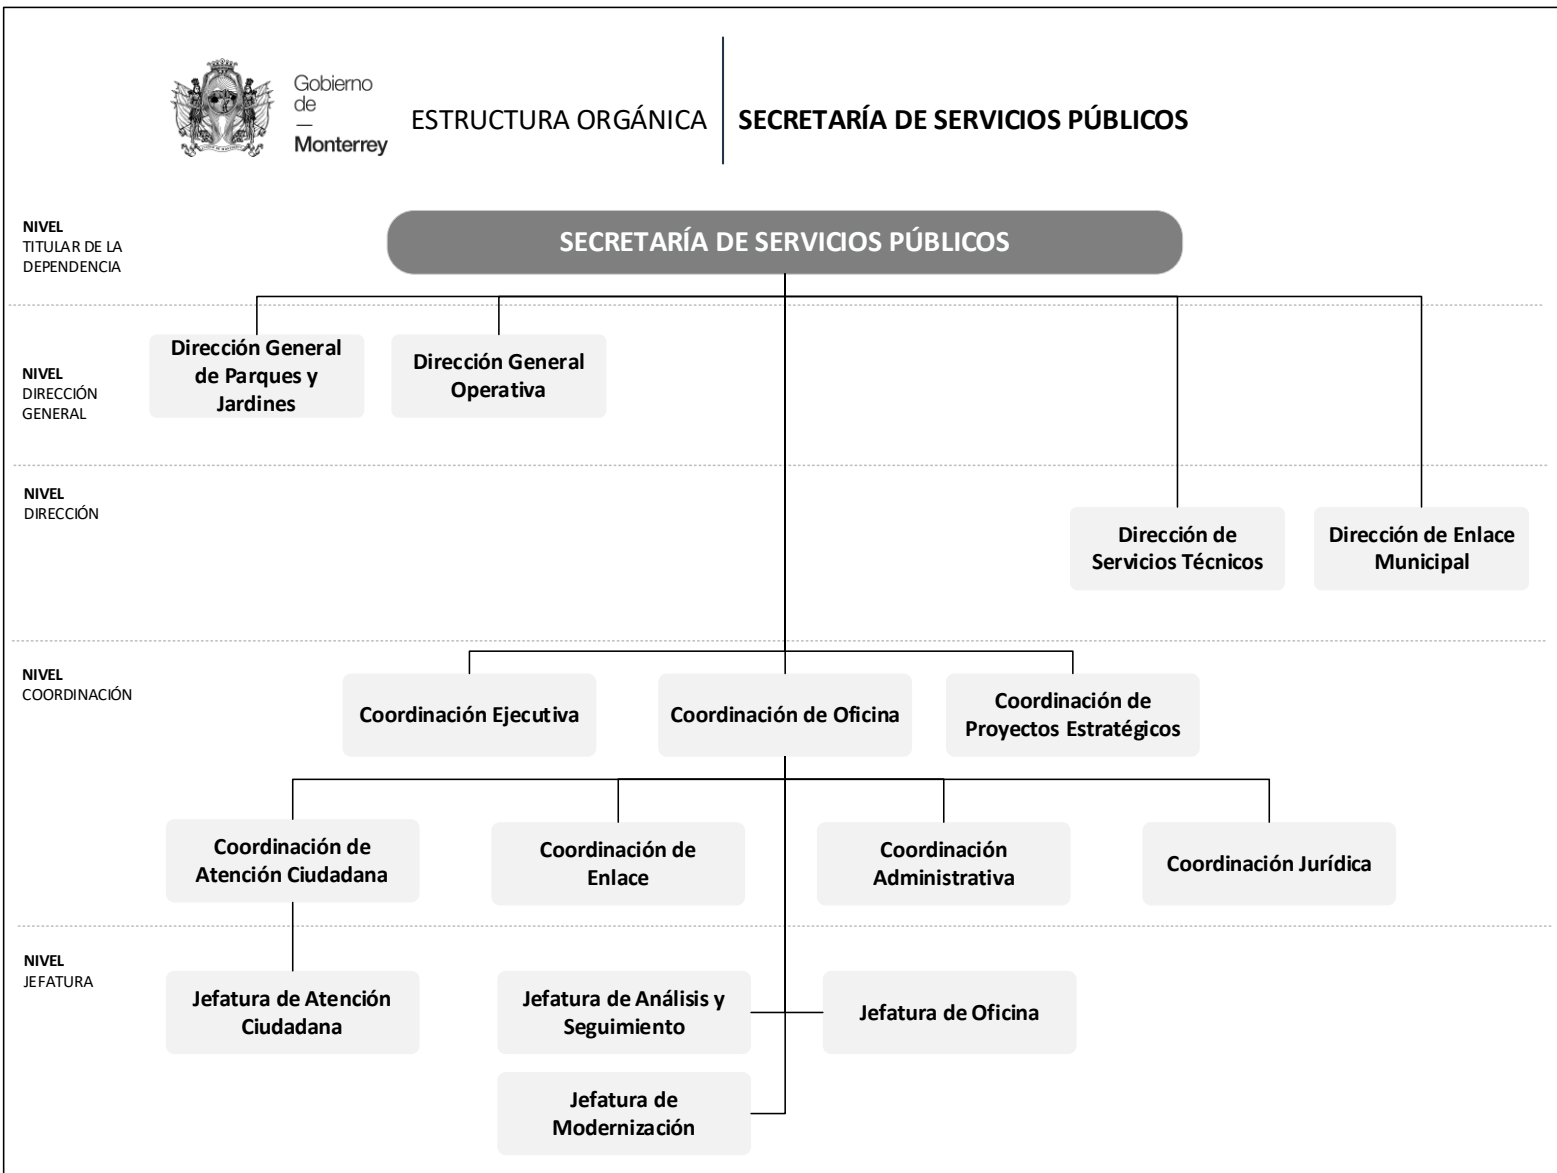 Gobierno
de
—
Monterrey
ESTRUCTURA ORGÁNICA
SECRETARÍA DE SERVICIOS PÚBLICOS
NIVEL
TITULAR DE LA
DEPENDENCIA
SECRETARÍA DE SERVICIOS PÚBLICOS
NIVEL
DIRECCIÓN
GENERAL
Dirección General
de Parques y
Jardines
Dirección General
Operativa
NIVEL
DIRECCIÓN
Dirección de
Servicios Técnicos
Dirección de Enlace
Municipal
NIVEL
COORDINACIÓN
Coordinación Ejecutiva
Coordinación de Oficina
Coordinación de
Proyectos Estratégicos
Coordinación de
Atención Ciudadana
Coordinación de
Enlace
Coordinación
Administrativa
Coordinación Jurídica
NIVEL
JEFATURA
Jefatura de Atención
Ciudadana
Jefatura de Análisis y
Seguimiento
Jefatura de Oficina
Jefatura de
Modernización